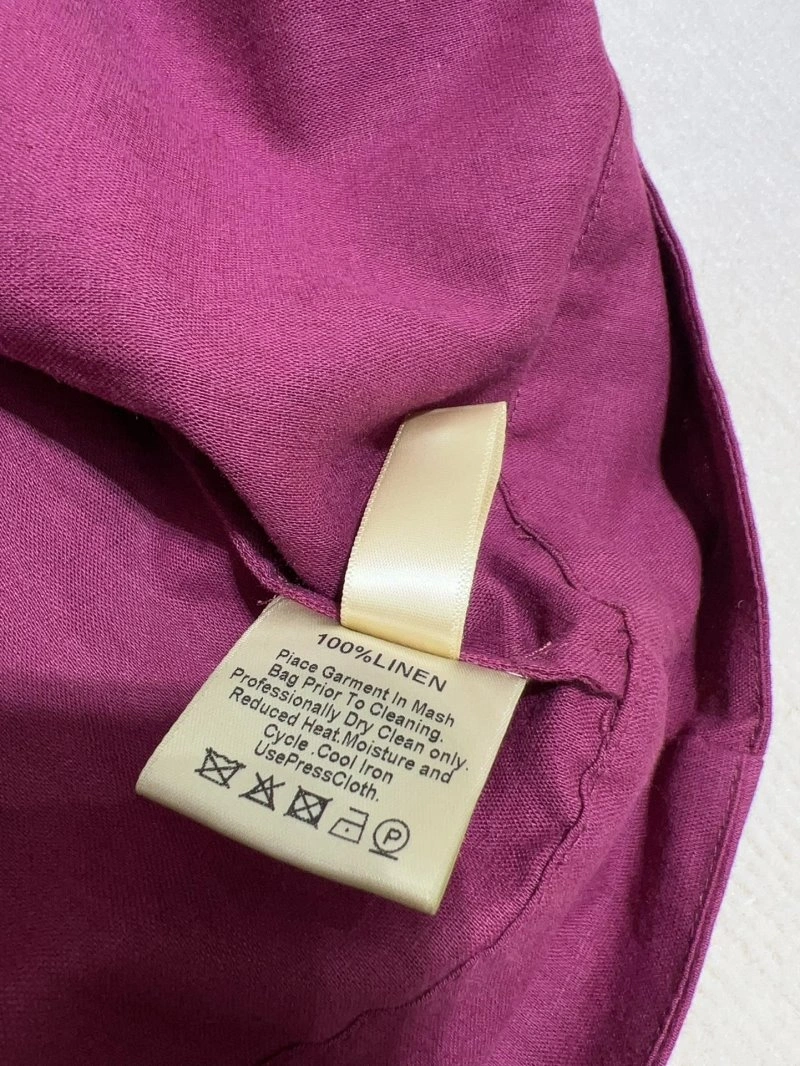 100%LINEN
Place Garment In Mash
Bag Prior To Cleaning.
Professionally Dry Clean only.
Reduced Heat.Moisture and
Cycle .Cool Iron
UsePressCloth.
P